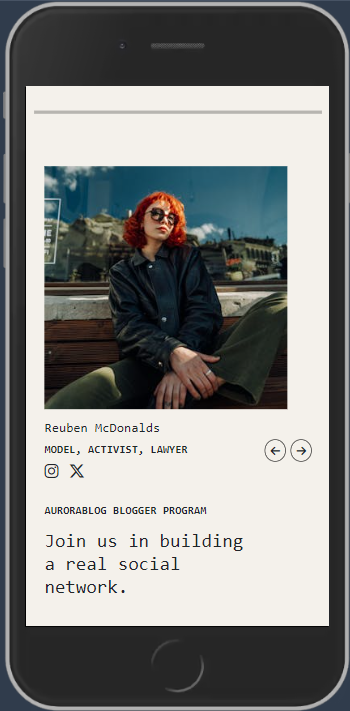 Reuben McDonalds
MODEL, ACTIVIST, LAWYER
AURORABLOG BLOGGER PROGRAM
Join us in building
a real social
network.